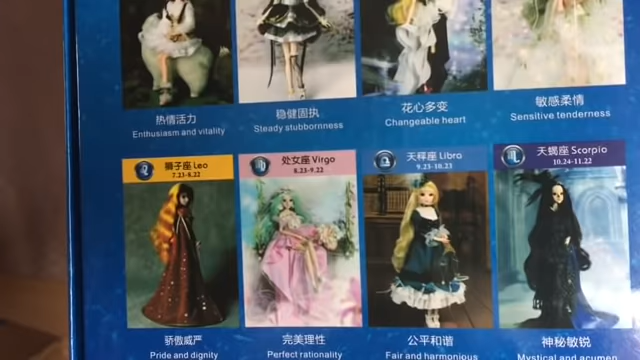 热情活力
Enthusiasm and vitality
稳健固执
Steady stubbornness
花心多变
Changeable heart
敏感柔情
Sensitive tenderness
狮子座 Leo
7.23-8.22
处女座 Virgo
8.23-9.22
天秤座 Libro
9.23-10.23
天蝎座 Scorpio
10.24-11.22
骄傲威严
Pride and dignity
完美理性
Perfect rationality
公平和谐
Fair and harmonious
神秘敏锐
Mystical and acumen